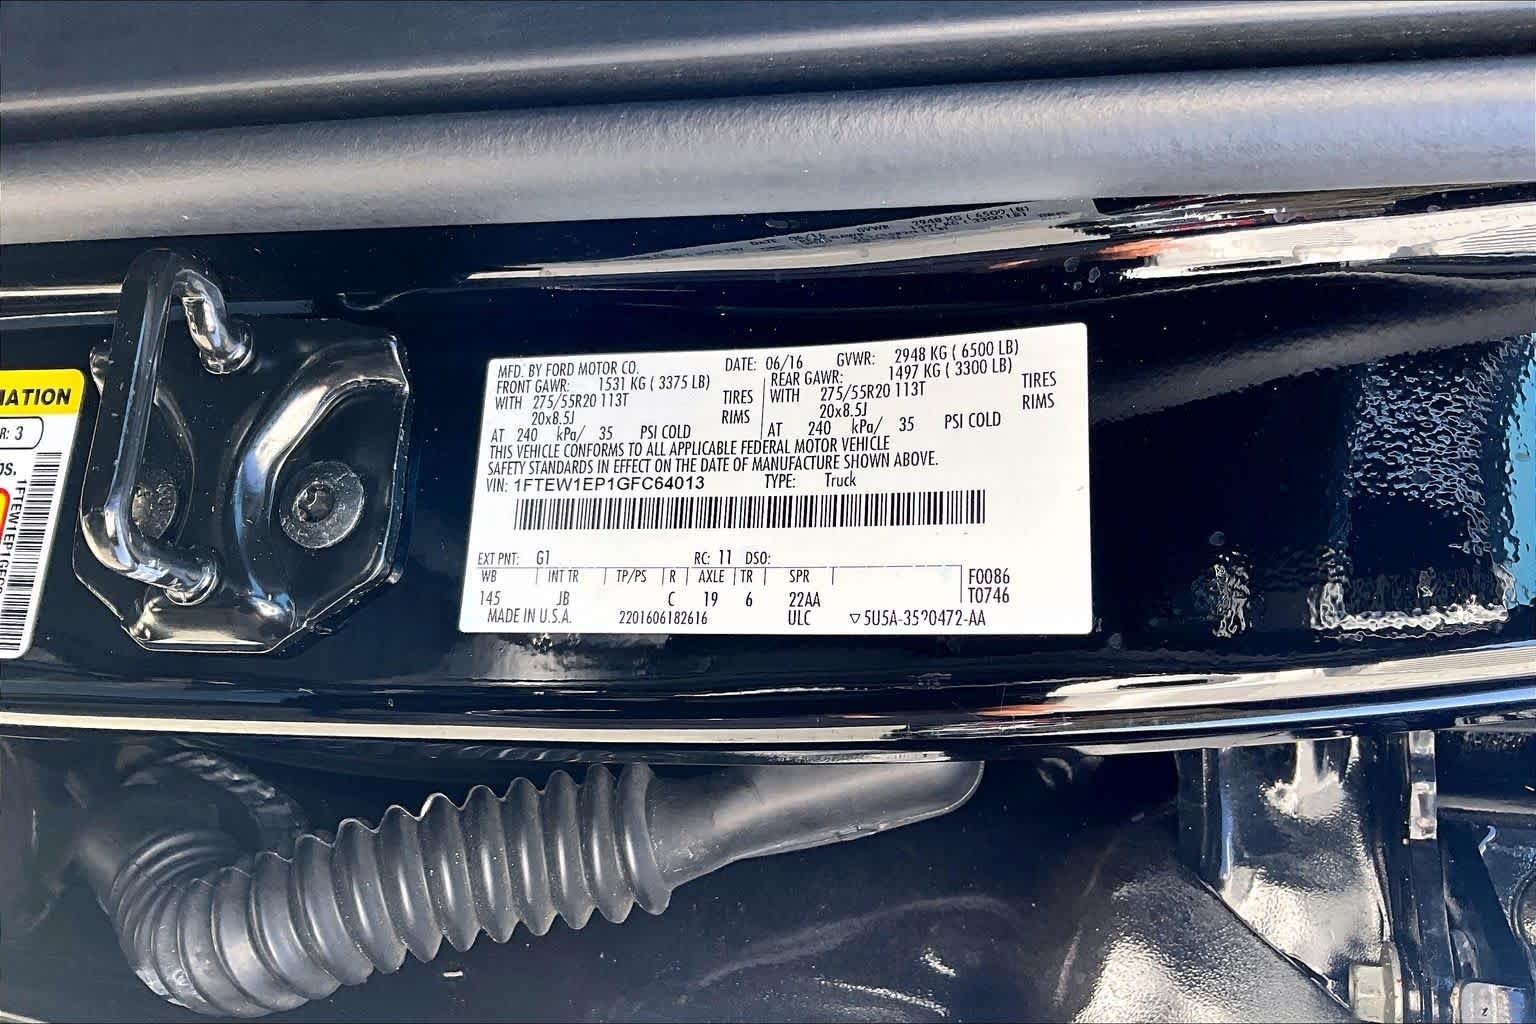 MFD. BY FORD MOTOR CO. DATE: 06/16 GVWR: 2948 KG ( 6500 LB)
FRONT GAWR: 1531 KG ( 3375 LB) REAR GAWR: 1497 KG ( 3300 LB)
WITH 275/55R20 113T TIRES WITH 275/55R20 113T TIRES
20x8.5J RIMS 20x8.5J RIMS
AT 240 kPa/ 35 PSI COLD AT 240 kPa/ 35 PSI COLD
THIS VEHICLE CONFORMS TO ALL APPLICABLE FEDERAL MOTOR VEHICLE
SAFETY STANDARDS IN EFFECT ON THE DATE OF MANUFACTURE SHOWN ABOVE.
VIN: 1FTEW1EP1GFC64013 TYPE: Truck
EXT PNT: G1 RC: 11 DSO:
WB INT TR TP/PS R AXLE TR SPR F0086
145 JB C 19 6 22AA T0746
MADE IN U.S.A. 2201606182616 ULC ▽5U5A-3520472-AA
MATION
R: 3